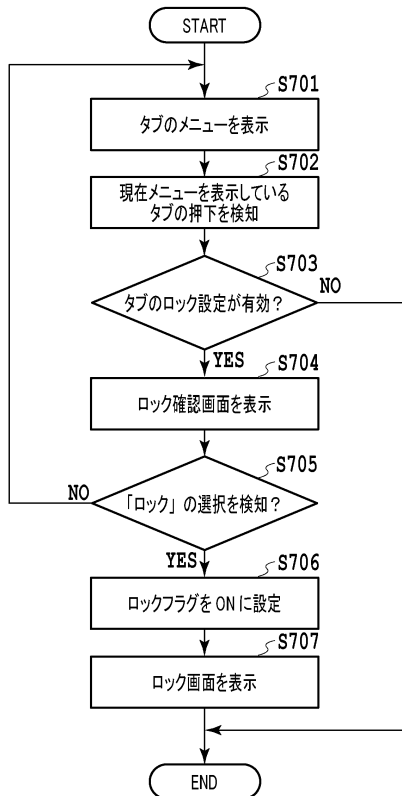 START
S701
タブのメニューを表示
S702
現在メニューを表示している
タブの押下を検知
S703
タブのロック設定が有効?
NO
YES
S704
ロック確認画面を表示
S705
「ロック」の選択を検知?
NO
YES
S706
ロックフラグをONに設定
S707
ロック画面を表示
END